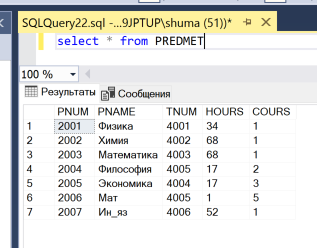 SQLQuery22.sql -...9JPTUP\shuma (51))*
select * from PREDMET
100 %
Результаты Сообщения
PNUM PNAME TNUM HOURS COURS
1 2001 Физика 4001 34 1
2 2002 Химия 4002 68 1
3 2003 Математика 4003 68 1
4 2004 Философия 4005 17 2
5 2005 Экономика 4004 17 3
6 2006 Мат 4005 1 5
7 2007 Ин_яз 4006 52 1